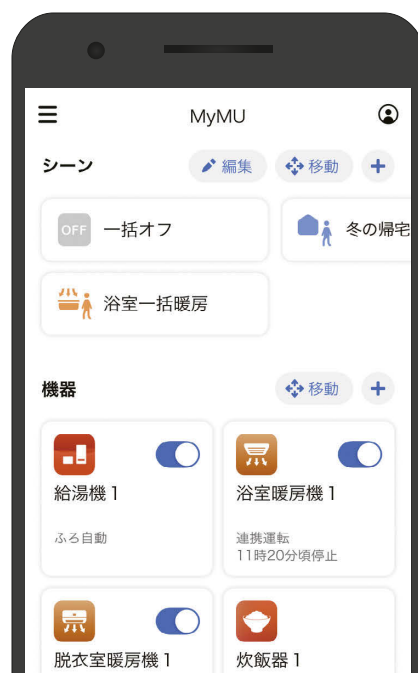 MyMU
シーン
編集
移動
OFF
一括オフ
冬の帰宅
浴室一括暖房
機器
移動
給湯機 1
ふろ自動
浴室暖房機 1
連携運転
11時20分頃停止
脱衣室暖房機 1
炊飯器 1